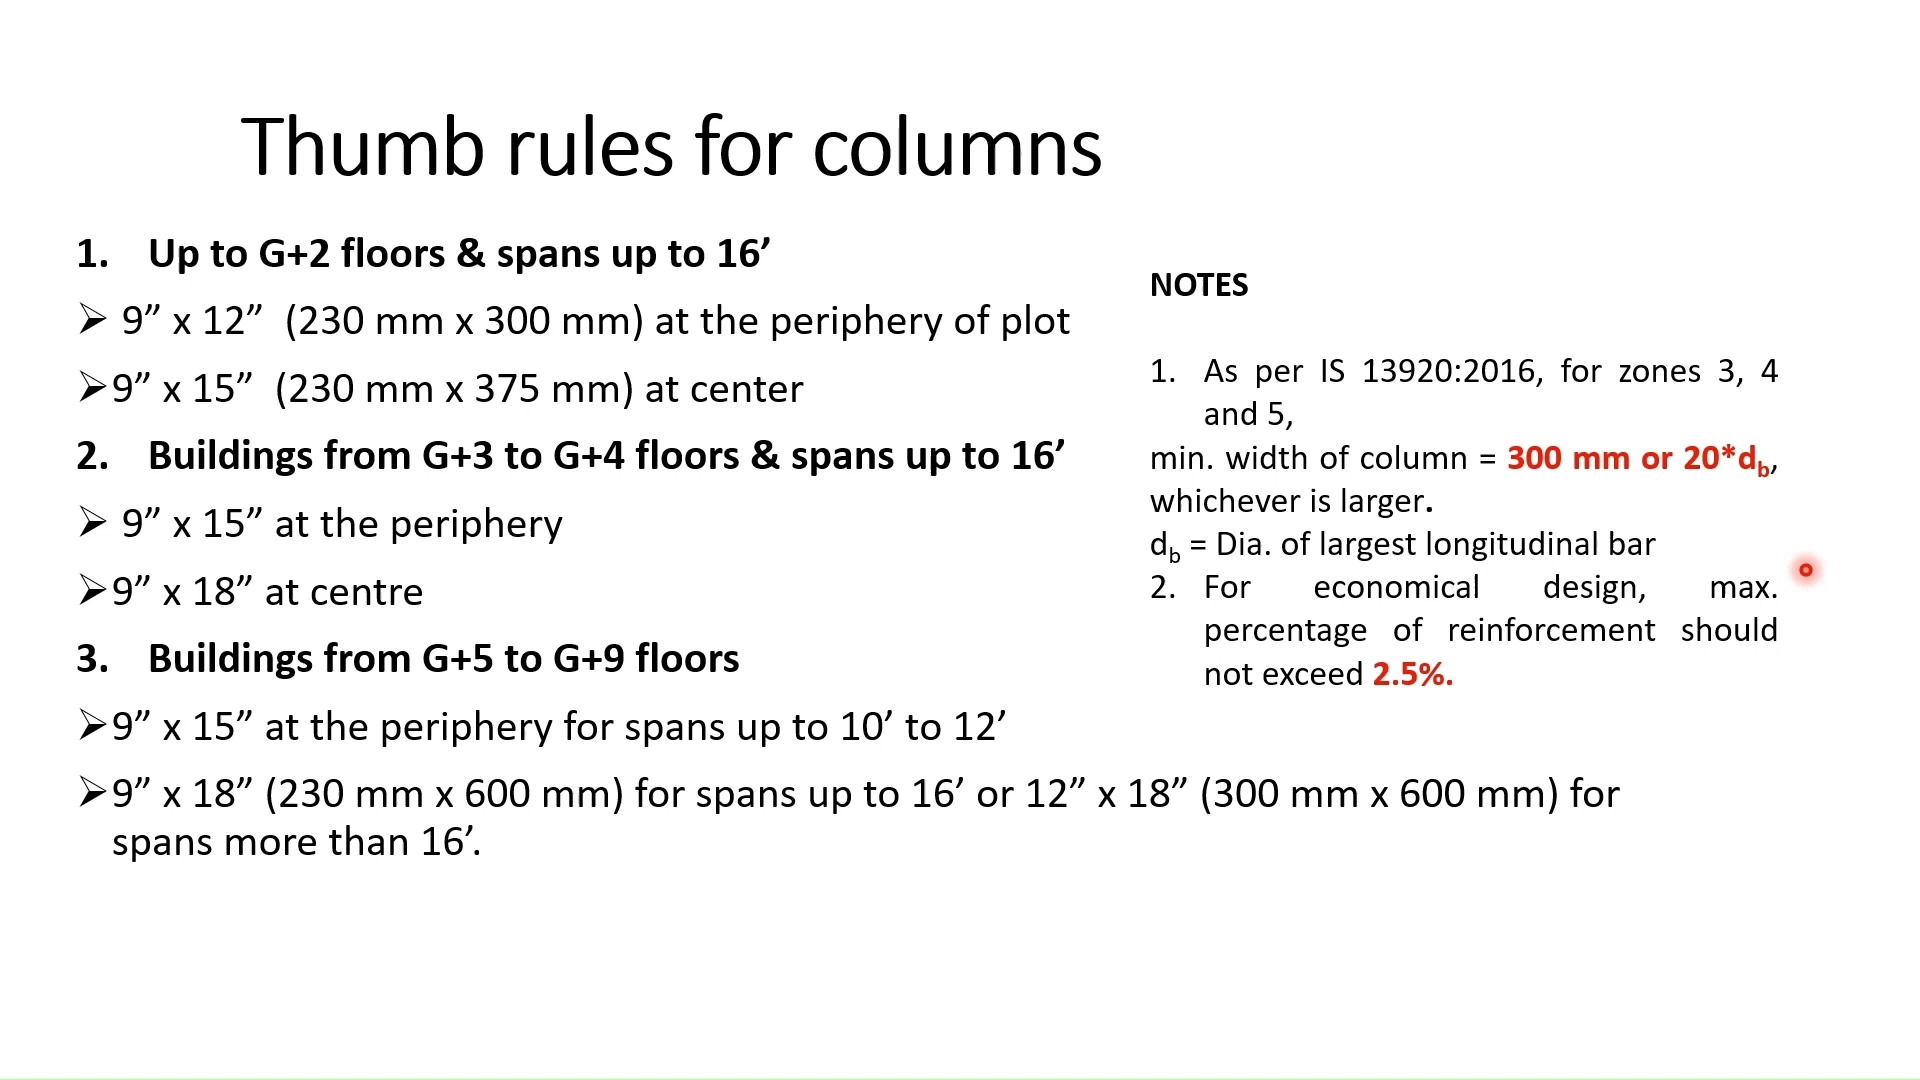 Thumb rules for columns
1. Up to G+2 floors & spans up to 16’
➢ 9” x 12” (230 mm x 300 mm) at the periphery of plot
➢9” x 15” (230 mm x 375 mm) at center
2. Buildings from G+3 to G+4 floors & spans up to 16’
➢ 9” x 15” at the periphery
➢9” x 18” at centre
3. Buildings from G+5 to G+9 floors
➢9” x 15” at the periphery for spans up to 10’ to 12’
➢9” x 18” (230 mm x 600 mm) for spans up to 16’ or 12” x 18” (300 mm x 600 mm) for
spans more than 16’.
NOTES
1. As per IS 13920:2016, for zones 3, 4
and 5,
min. width of column = 300 mm or 20*db,
whichever is larger.
db = Dia. of largest longitudinal bar
2. For economical design, max.
percentage of reinforcement should
not exceed 2.5%.